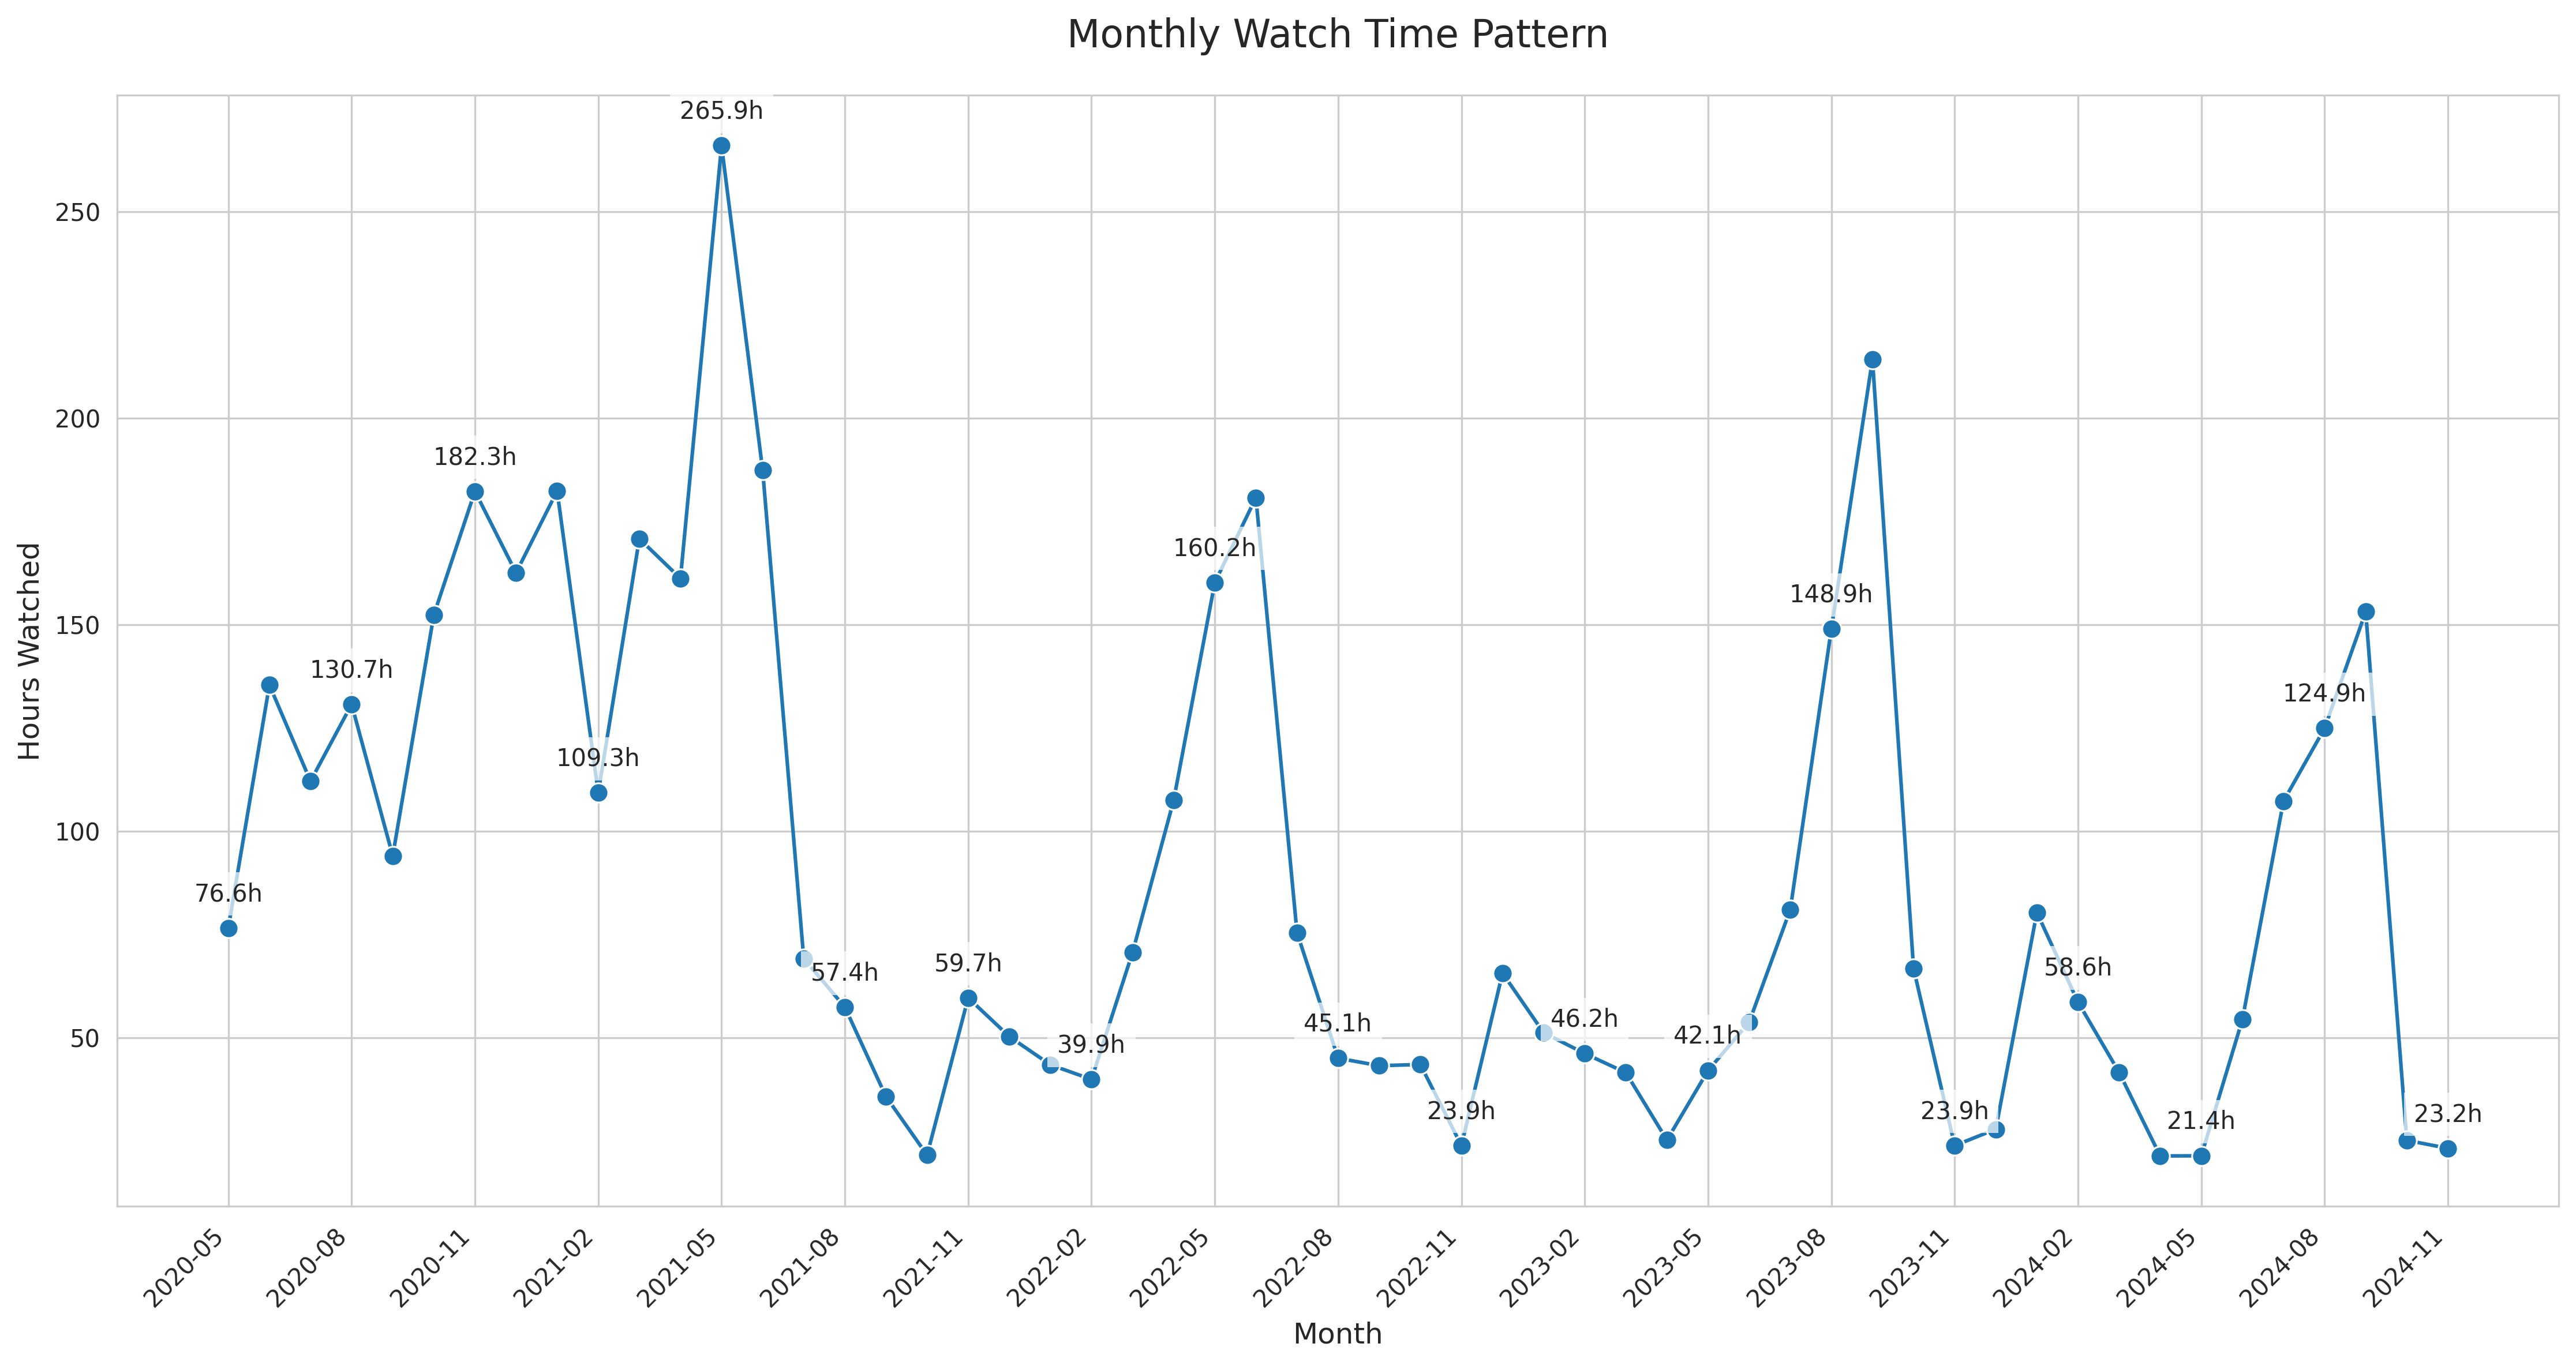 Monthly Watch Time Pattern
Hours Watched
250
200
150
100
50
76.6h
130.7h
182.3h
109.3h
265.9h
57.4h
59.7h
39.9h
160.2h
45.1h
23.9h
46.2h
42.1h
148.9h
23.9h
58.6h
21.4h
124.9h
23.2h
2020-05
2020-08
2020-11
2021-02
2021-05
2021-08
2021-11
2022-02
2022-05
2022-08
2022-11
2023-02
2023-05
2023-08
2023-11
2024-02
2024-05
2024-08
2024-11
Month